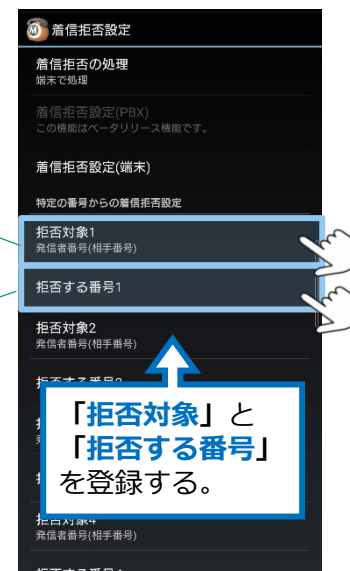 着信拒否設定
着信拒否の処理
端末で処理
着信拒否設定(PBX)
この機能はベータリリース機能です。
着信拒否設定(端末)
特定の番号からの着信拒否設定
拒否対象1
発信者番号(相手番号)
拒否する番号1
拒否対象2
発信者番号(相手番号)
「拒否対象」と
「拒否する番号」
を登録する。
拒否対象4
発信者番号(相手番号)